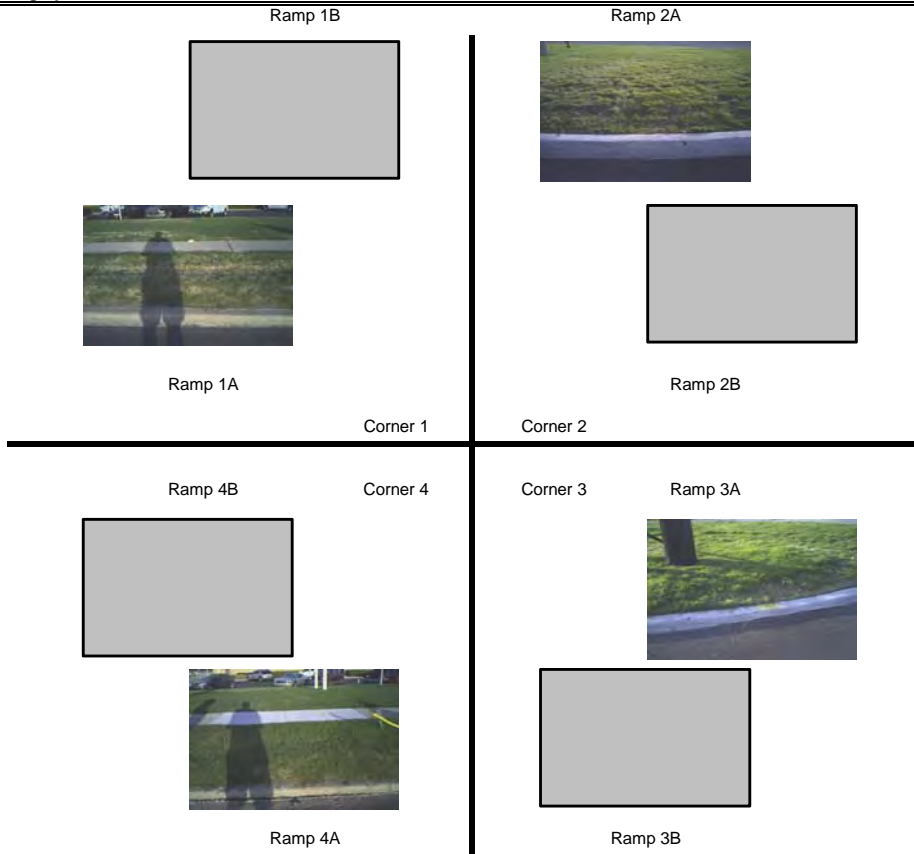 Ramp 1B
Ramp 2A
Ramp 1A
Ramp 2B
Corner 1
Corner 2
Ramp 4B
Corner 4
Corner 3
Ramp 3A
Ramp 4A
Ramp 3B